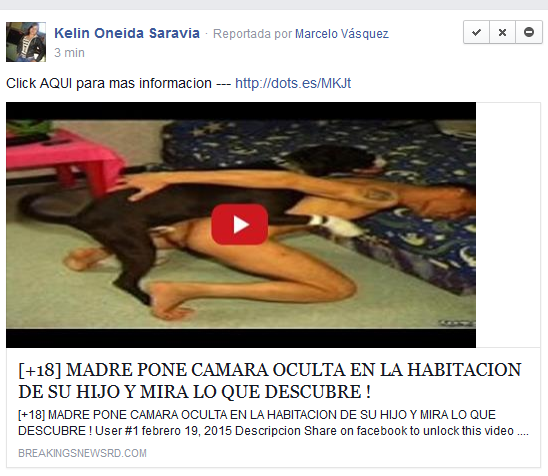 Kelin Oneida Saravia · Reportada por Marcelo Vásquez
3 min
Click AQUI para mas informacion --- http://dots.es/MKJt
[+18] MADRE PONE CAMARA OCULTA EN LA HABITACION
DE SU HIJO Y MIRA LO QUE DESCUBRE !
[+18] MADRE PONE CAMARA OCULTA EN LA HABITACION DE SU HIJO Y MIRA LO QUE
DESCUBRE ! User #1 febrero 19, 2015 Descripcion Share on facebook to unlock this video ....
BREAKINGSNEWSRD.COM